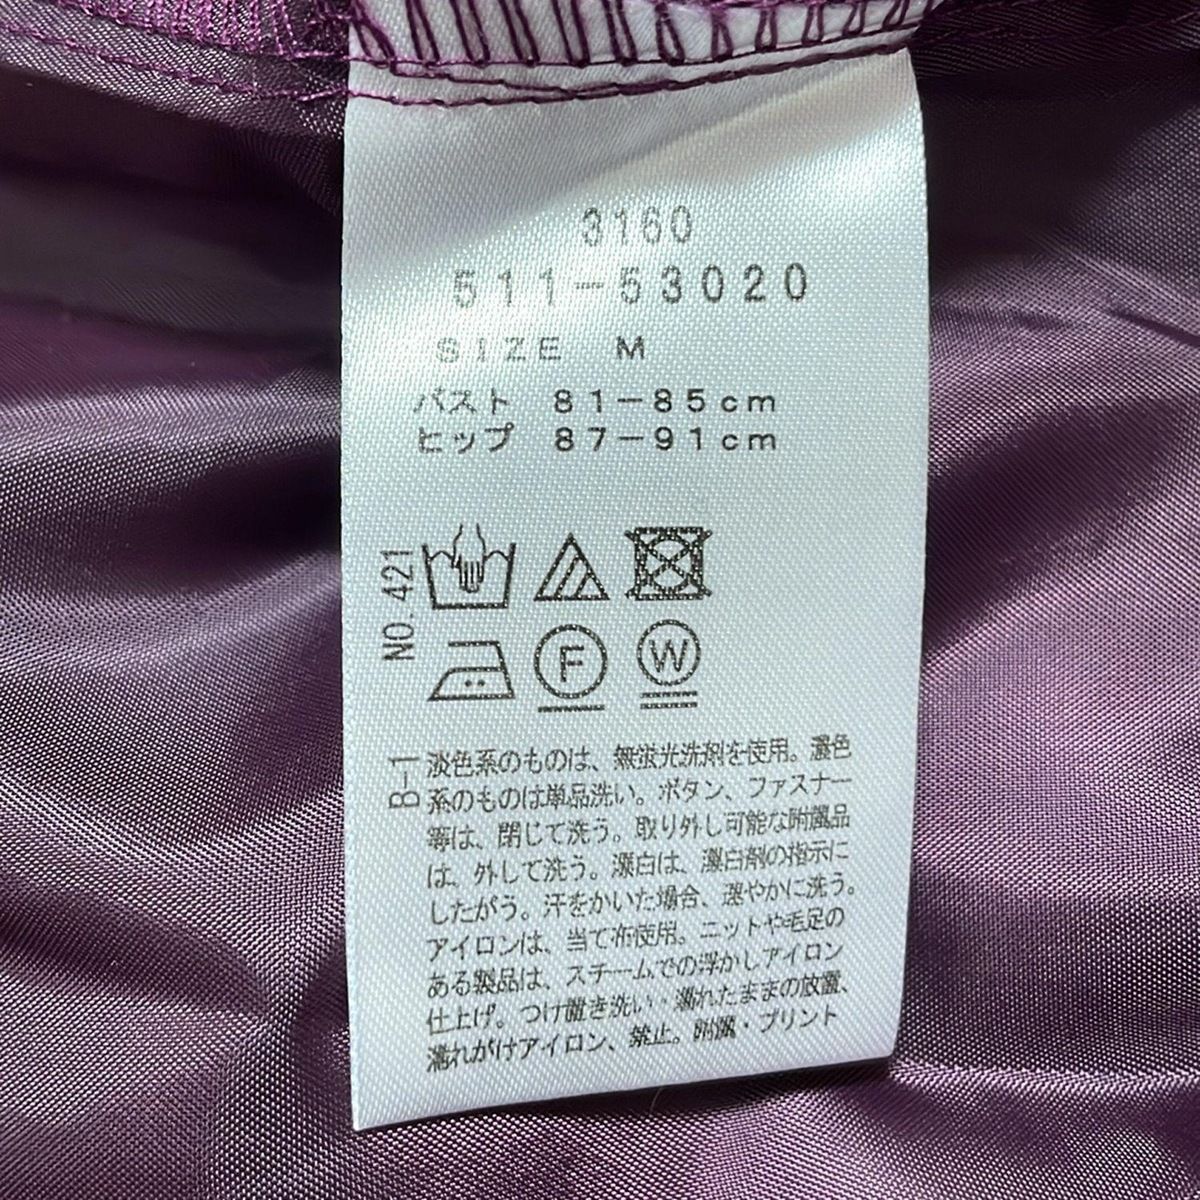 3160
511-53020
SIZE M
バスト 81-85cm
ヒップ 87-91cm
NO.421
F
W
B-1
淡色系のものは、無蛍光洗剤を使用。濃色
系のものは単品洗い。ボタン、ファスナー
等は、閉じて洗う。取り外し可能な附属品
は、外して洗う。漂白は、漂白剤の指示に
したがう。汗をかいた場合、速やかに洗う。
アイロンは、当て布使用。ニットや毛足の
ある製品は、スチームでの浮かしアイロン
仕上げ。つけ置き洗い・濡れたままの放置、
濡れがけアイロン、禁止。附属・プリント